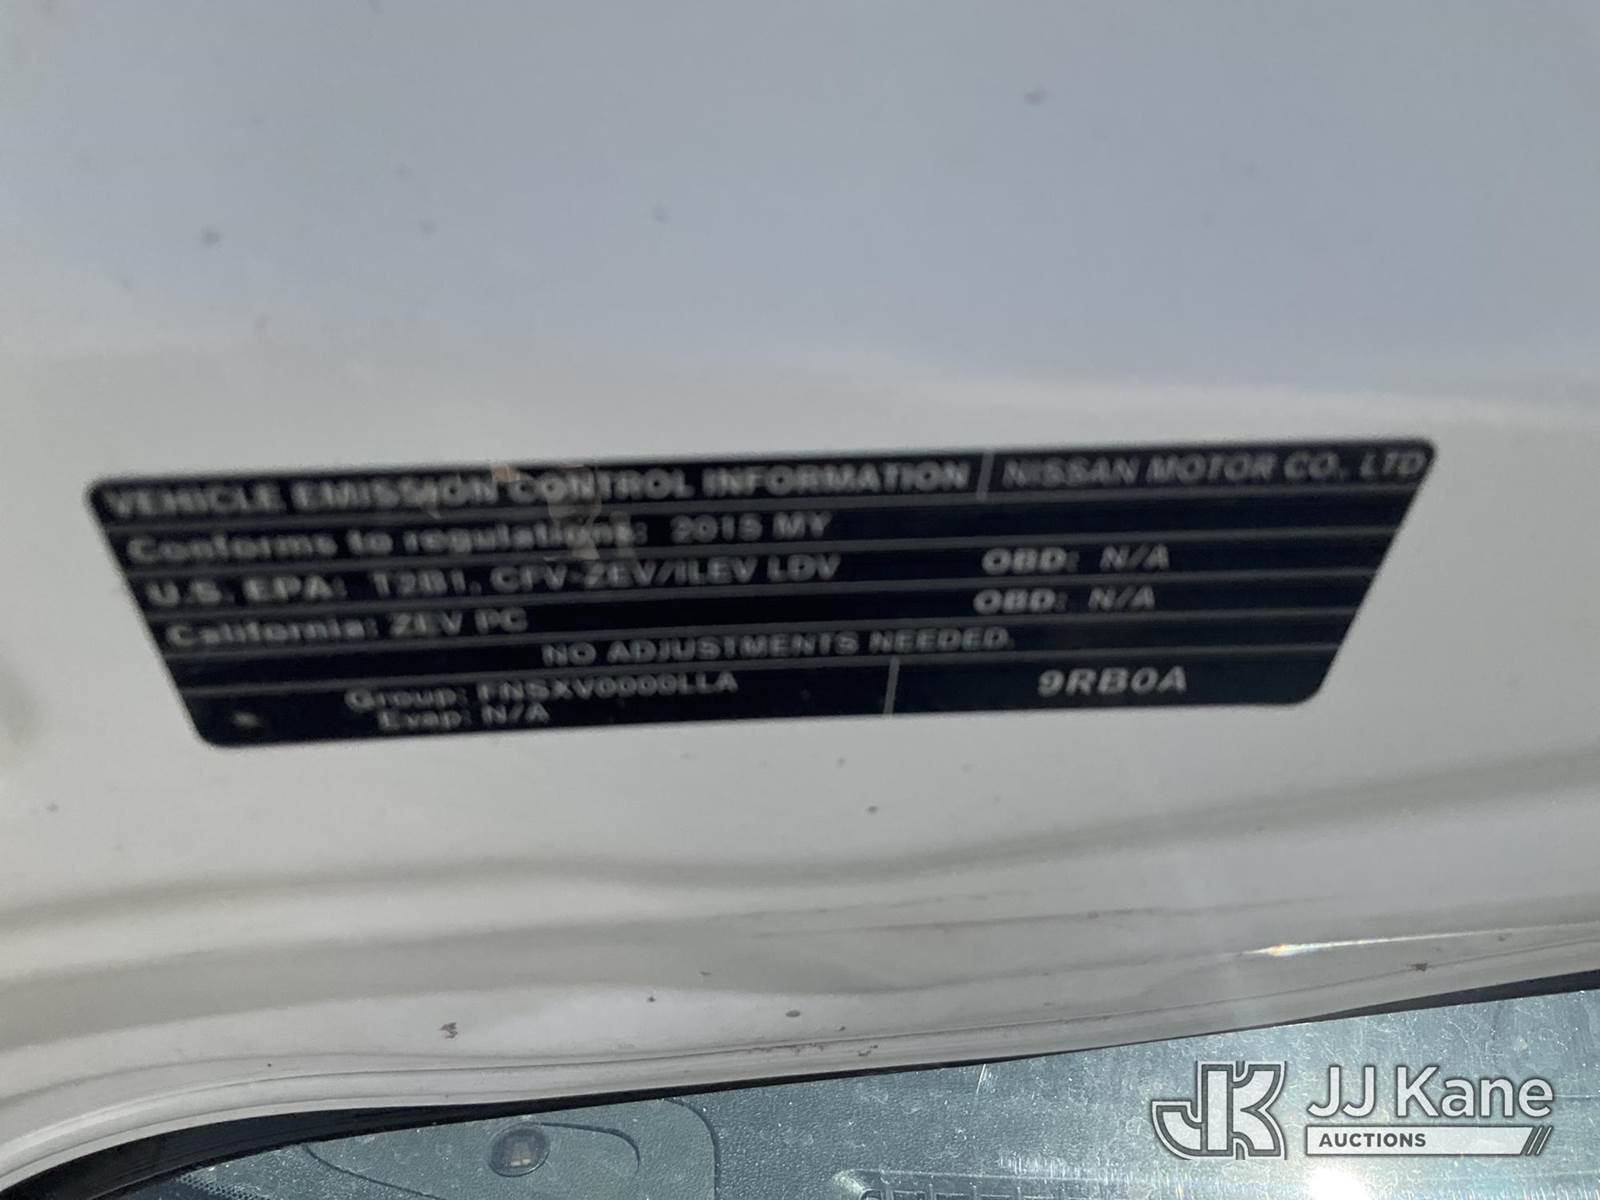 VEHICLE EMISSION CONTROL INFORMATION NISSAN MOTOR CO., LTD
Conforms to regulations: 2015 MY
U.S. EPA: T2B1, CFV-ZEV/ILEV LDV OBD: N/A
California: ZEV PC OBD: N/A
NO ADJUSTMENTS NEEDED.
Group: FNSXV0000LLA 9RB0A
Evap: N/A
JK JJ Kane
AUCTIONS